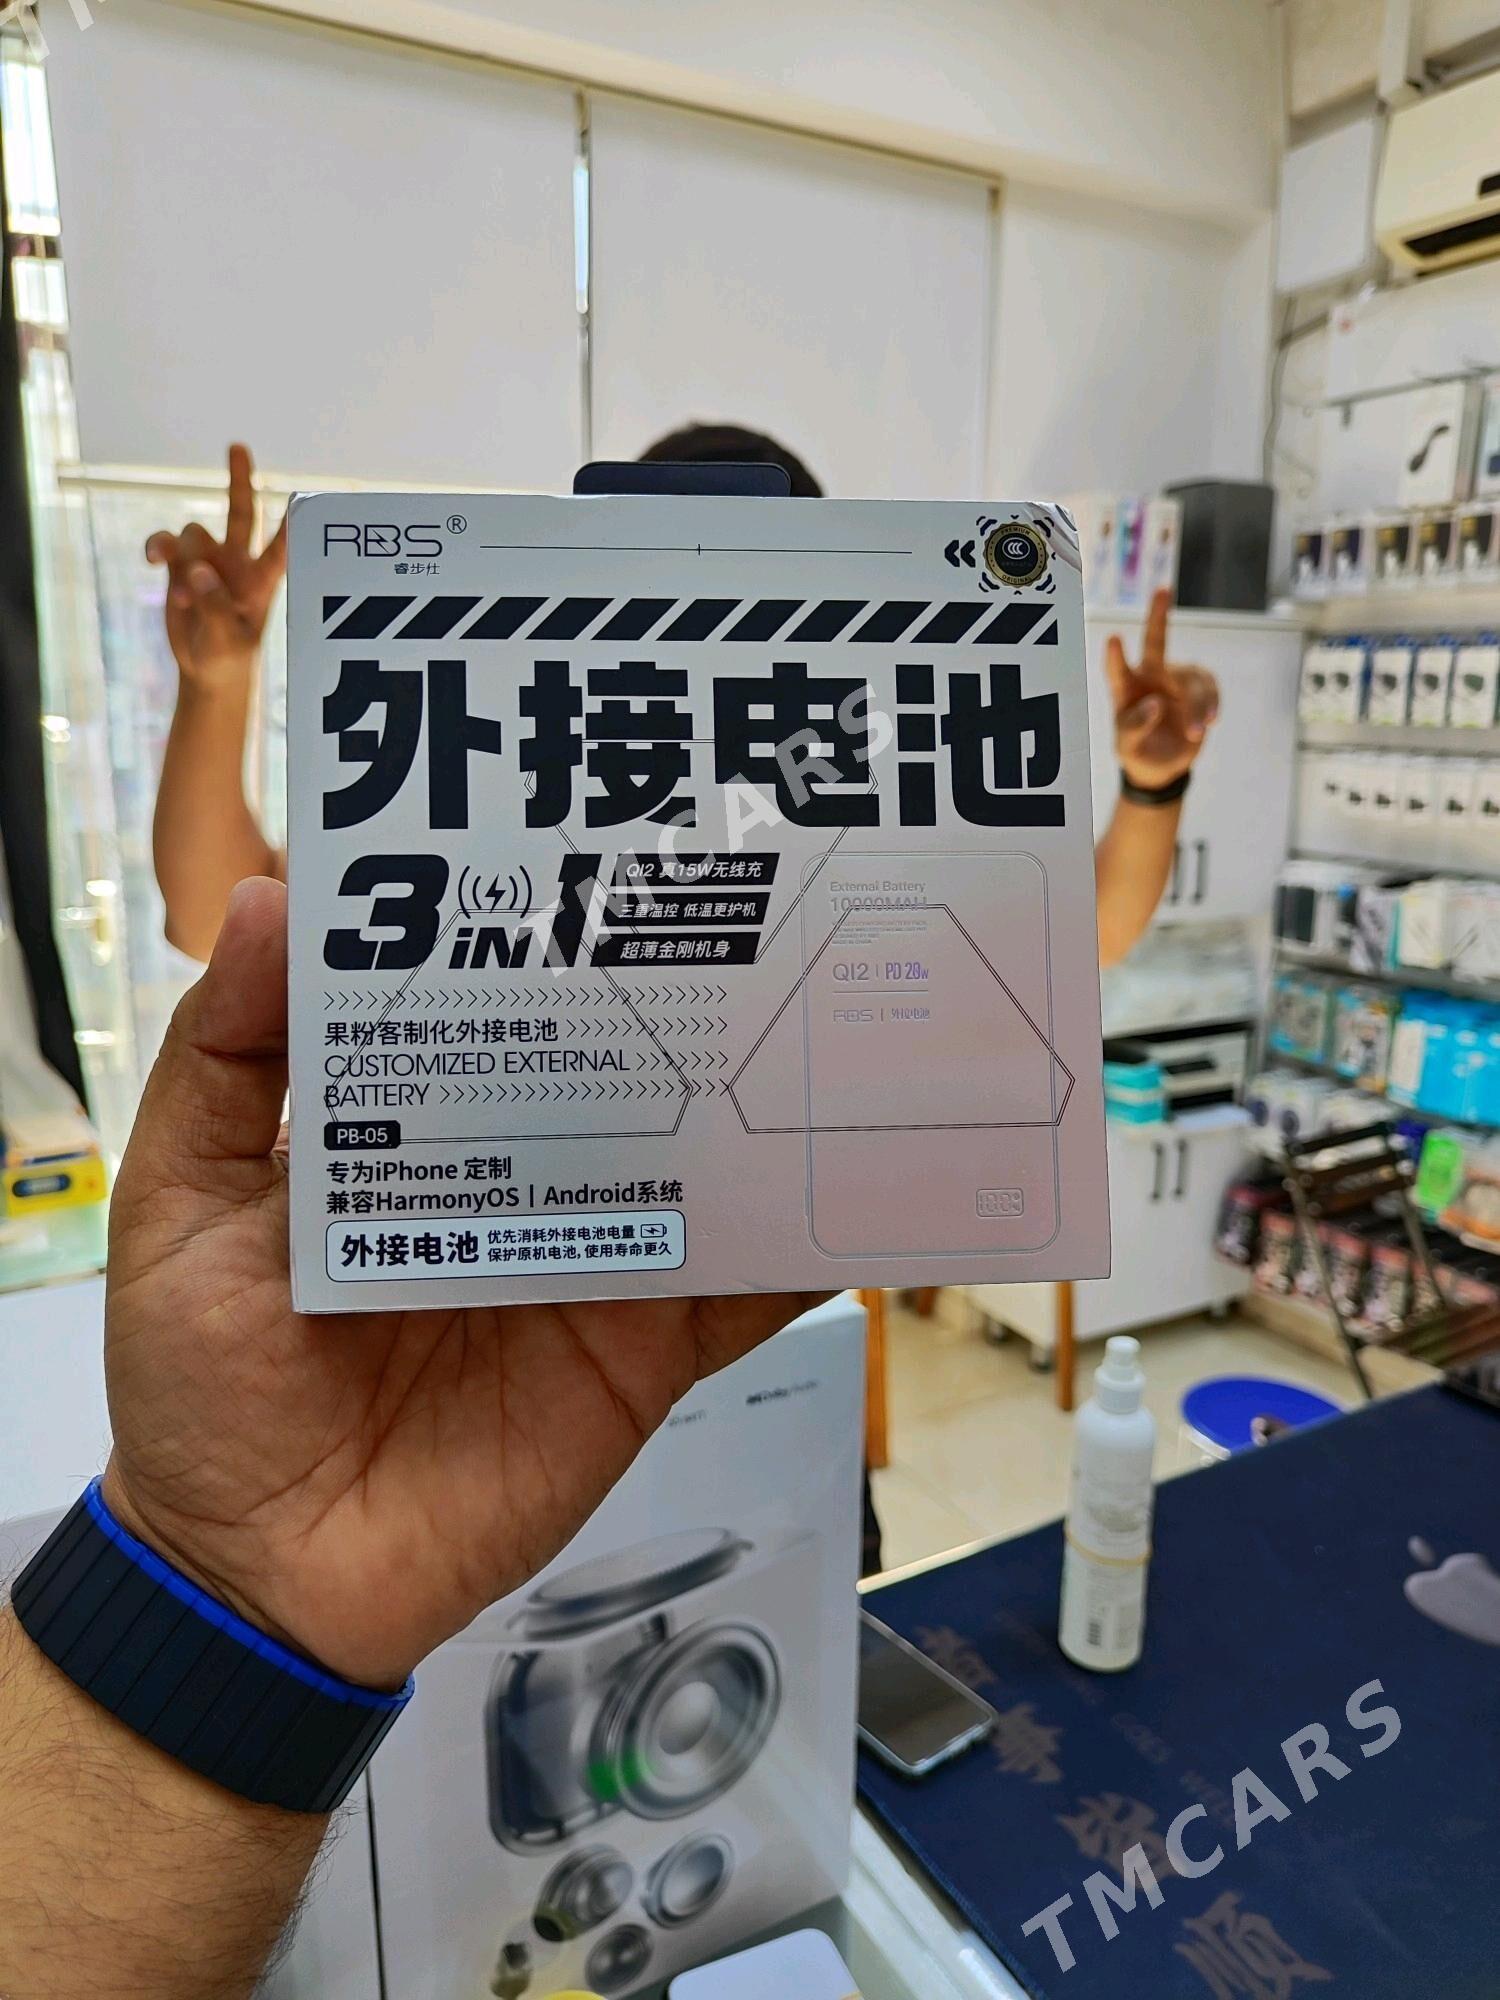 RBS®
睿步仕
PREMIUM
ORIGINAL
外接电池
3iN1
QI2 真15W无线充
三重温控 低温更护机
超薄金刚机身
External Battery
10000MAH
QI2 | PD 20w
RBS | 外接电池
果粉客制化外接电池 >>>>>>>>>>>>
CUSTOMIZED EXTERNAL >>>>>>>
BATTERY >>>>>>>>>>>>>>>>>>>>>
PB-05
专为iPhone 定制
兼容HarmonyOS | Android系统
外接电池
优先消耗外接电池电量
保护原机电池, 使用寿命更久
TMCARS
TMCARS
顺